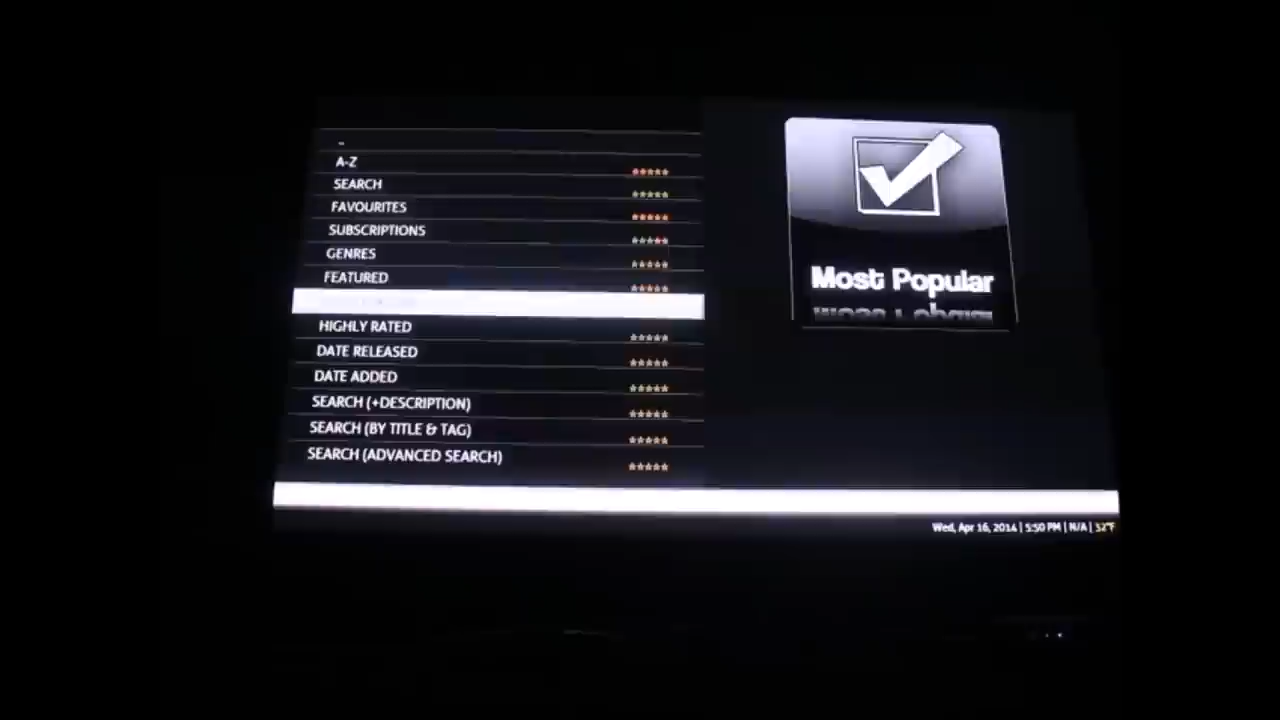 ..
A-Z
SEARCH
FAVOURITES
SUBSCRIPTIONS
GENRES
FEATURED
HIGHLY RATED
DATE RELEASED
DATE ADDED
SEARCH (+DESCRIPTION)
SEARCH (BY TITLE & TAG)
SEARCH (ADVANCED SEARCH)
Most Popular
Wed, Apr 16, 2014 | 5:50 PM | N/A | 32°F